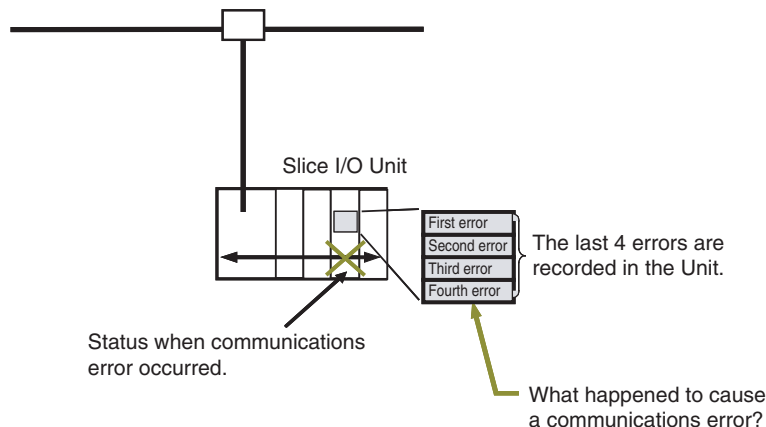 Slice I/O Unit
First error
Second error
Third error
Fourth error
The last 4 errors are
recorded in the Unit.
Status when communications
error occurred.
What happened to cause
a communications error?